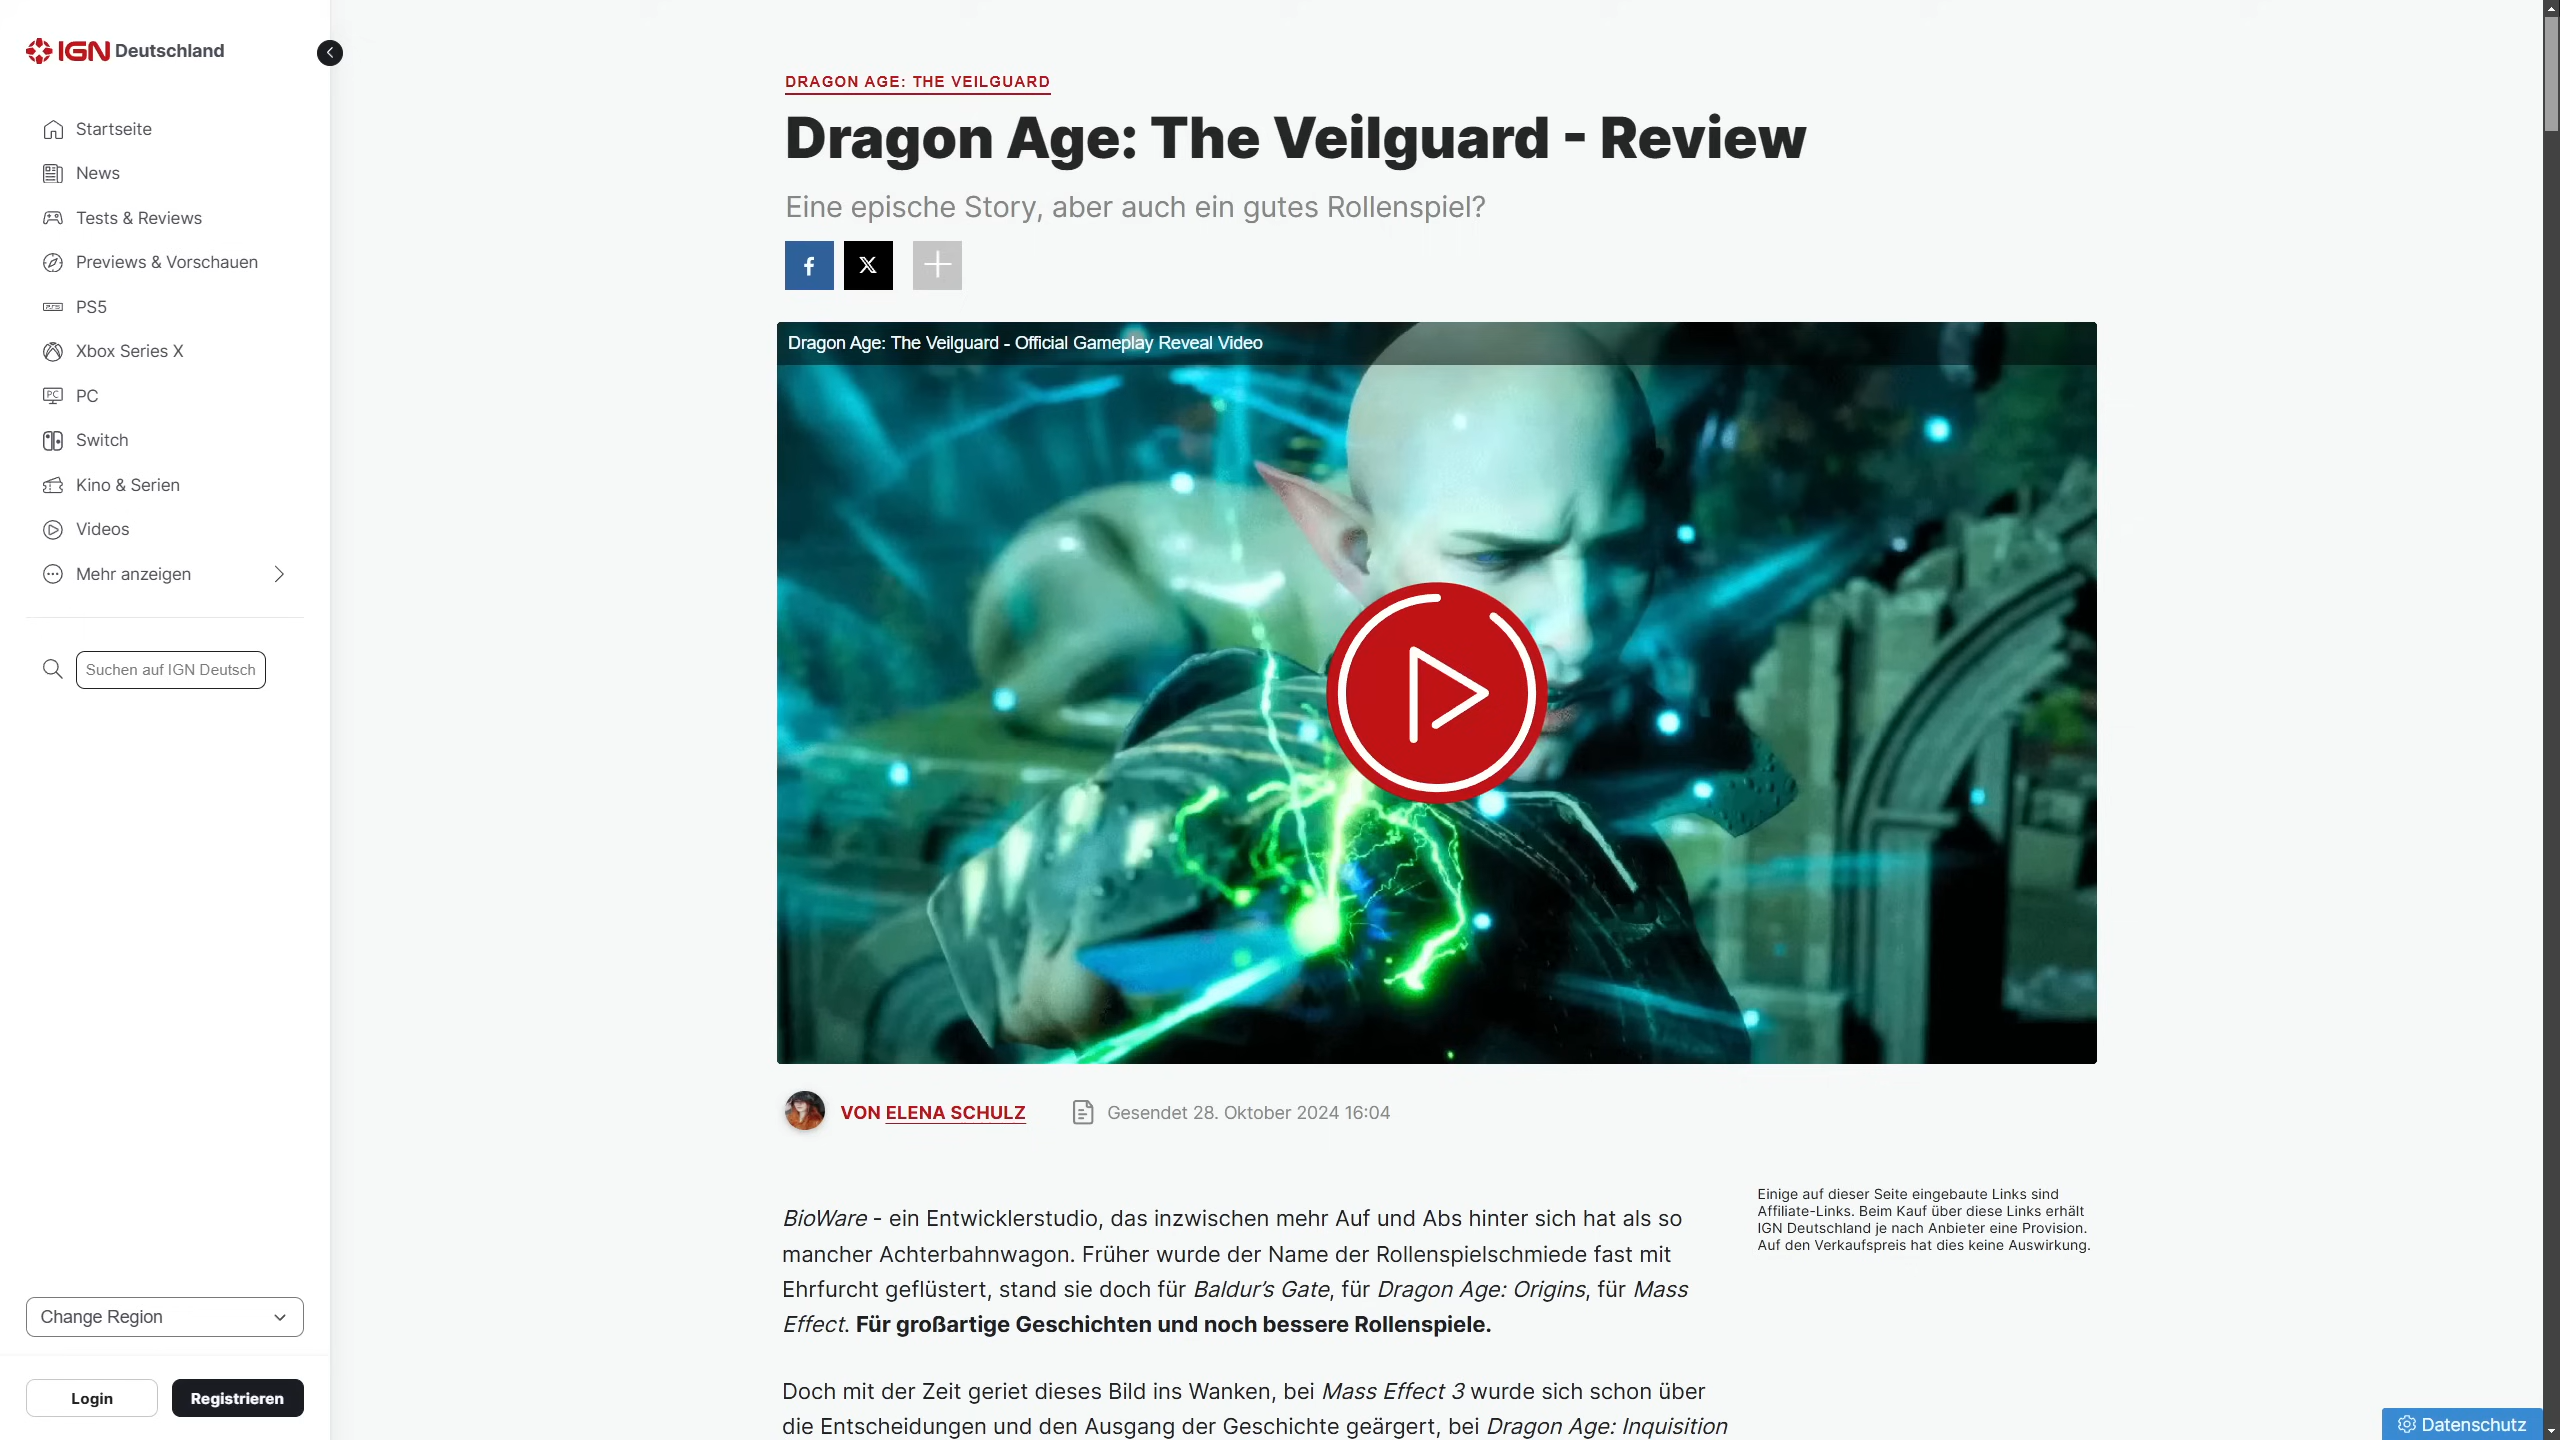 IGN Deutschland
Startseite
News
Tests & Reviews
Previews & Vorschauen
PS5
Xbox Series X
PC
Switch
Kino & Serien
Videos
Mehr anzeigen
Suchen auf IGN Deutsch
Change Region
Login
Registrieren
DRAGON AGE: THE VEILGUARD
Dragon Age: The Veilguard - Review
Eine epische Story, aber auch ein gutes Rollenspiel?
Dragon Age: The Veilguard - Official Gameplay Reveal Video
VON ELENA SCHULZ
Gesendet 28. Oktober 2024 16:04
BioWare - ein Entwicklerstudio, das inzwischen mehr Auf und Abs hinter sich hat als so
mancher Achterbahnwagon. Früher wurde der Name der Rollenspielschmiede fast mit
Ehrfurcht geflüstert, stand sie doch für Baldur’s Gate, für Dragon Age: Origins, für Mass
Effect. Für großartige Geschichten und noch bessere Rollenspiele.
Doch mit der Zeit geriet dieses Bild ins Wanken, bei Mass Effect 3 wurde sich schon über
die Entscheidungen und den Ausgang der Geschichte geärgert, bei Dragon Age: Inquisition
Einige auf dieser Seite eingebaute Links sind
Affiliate-Links. Beim Kauf über diese Links erhält
IGN Deutschland je nach Anbieter eine Provision.
Auf den Verkaufspreis hat dies keine Auswirkung.
Datenschutz